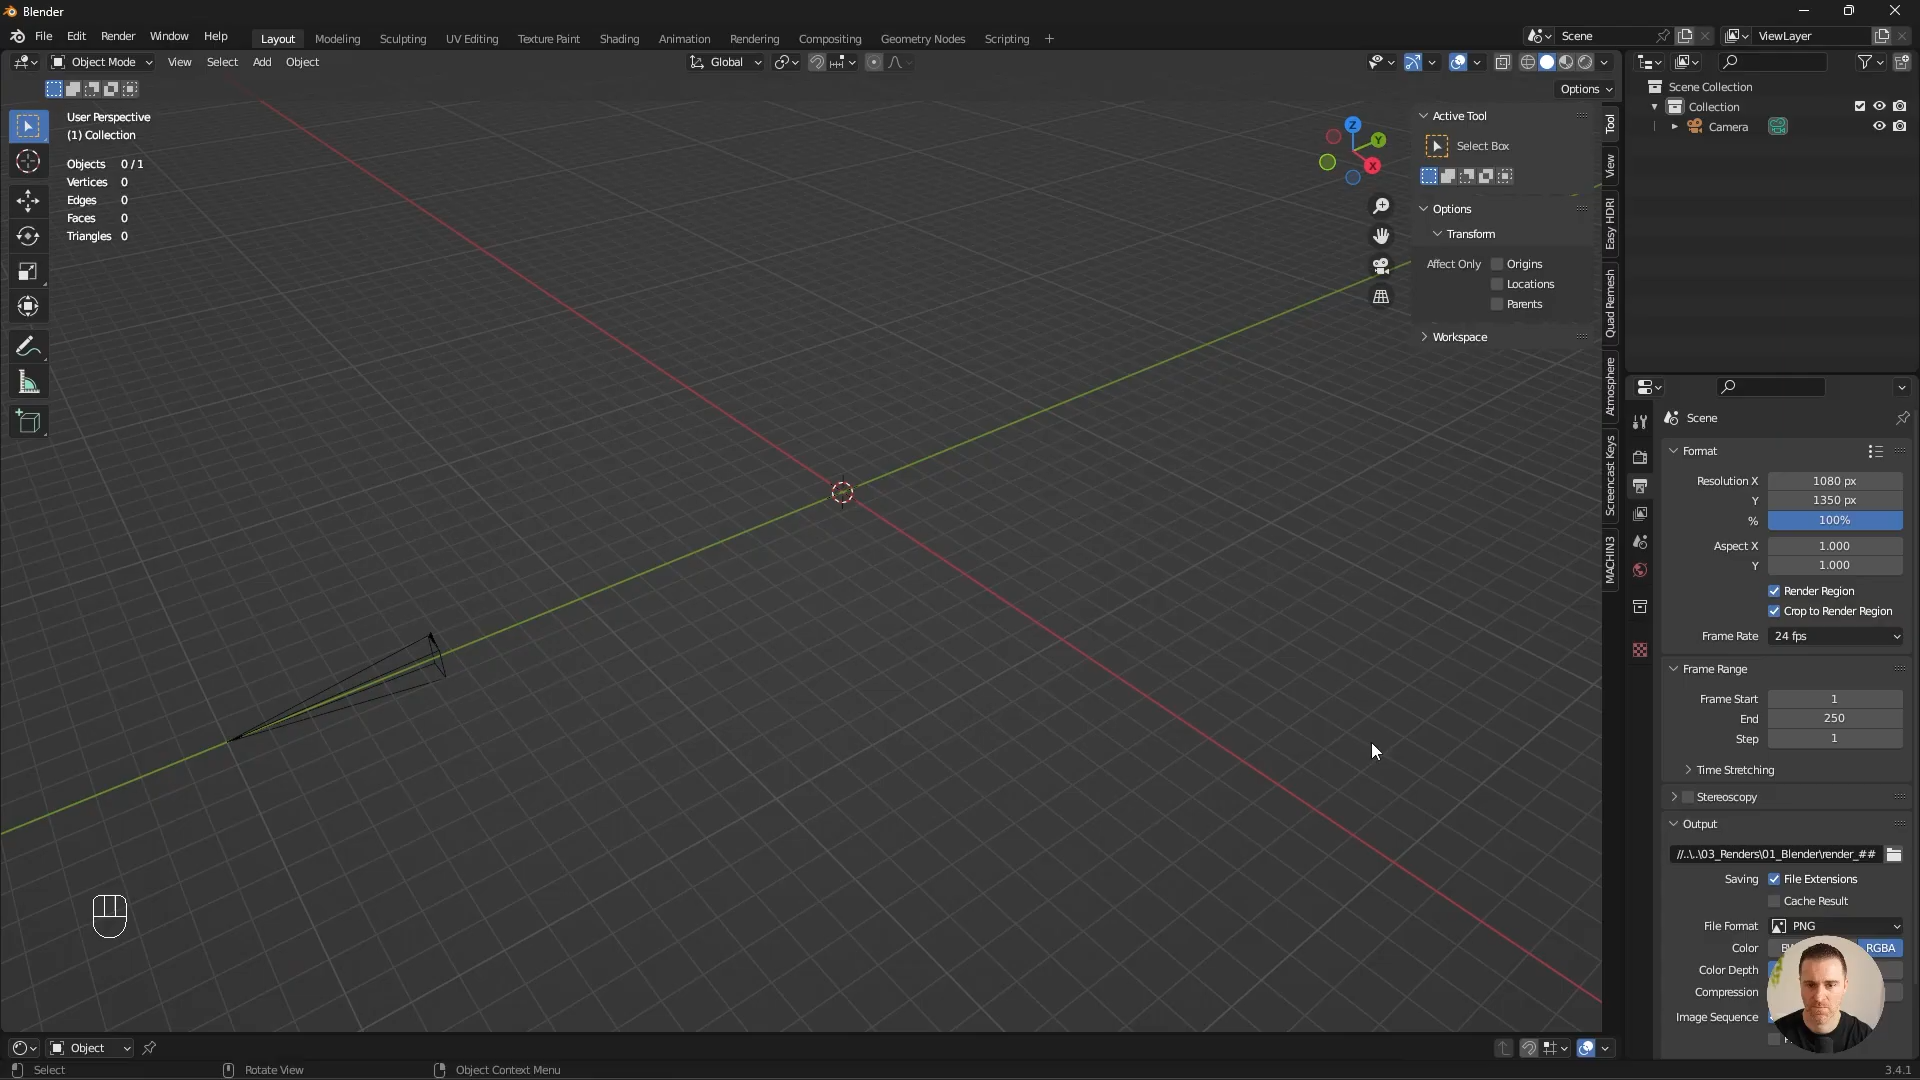 Blender
File Edit Render Window Help Layout Modeling Sculpting UV Editing Texture Paint Shading Animation Rendering Compositing Geometry Nodes Scripting + Scene ViewLayer
Object Mode View Select Add Object Global
Options
User Perspective
(1) Collection
Objects 0 / 1
Vertices 0
Edges 0
Faces 0
Triangles 0
Z
Y
X
Active Tool
Select Box
Options
Transform
Affect Only Origins
Locations
Parents
Workspace
Tool
View
Easy HDRI
Quad Remesh
Atmosphere
Screencast Keys
MACHIN3
Scene Collection
Collection
Camera
Scene
Format
Resolution X 1080 px
Y 1350 px
% 100%
Aspect X 1.000
Y 1.000
Render Region
Crop to Render Region
Frame Rate 24 fps
Frame Range
Frame Start 1
End 250
Step 1
Time Stretching
Stereoscopy
Output
//..\..\03_Renders\01_Blender\render_##
Saving File Extensions
Cache Result
File Format PNG
Color RGBA
Color Depth
Compression
Image Sequence
Object
Select Rotate View Object Context Menu 3.4.1